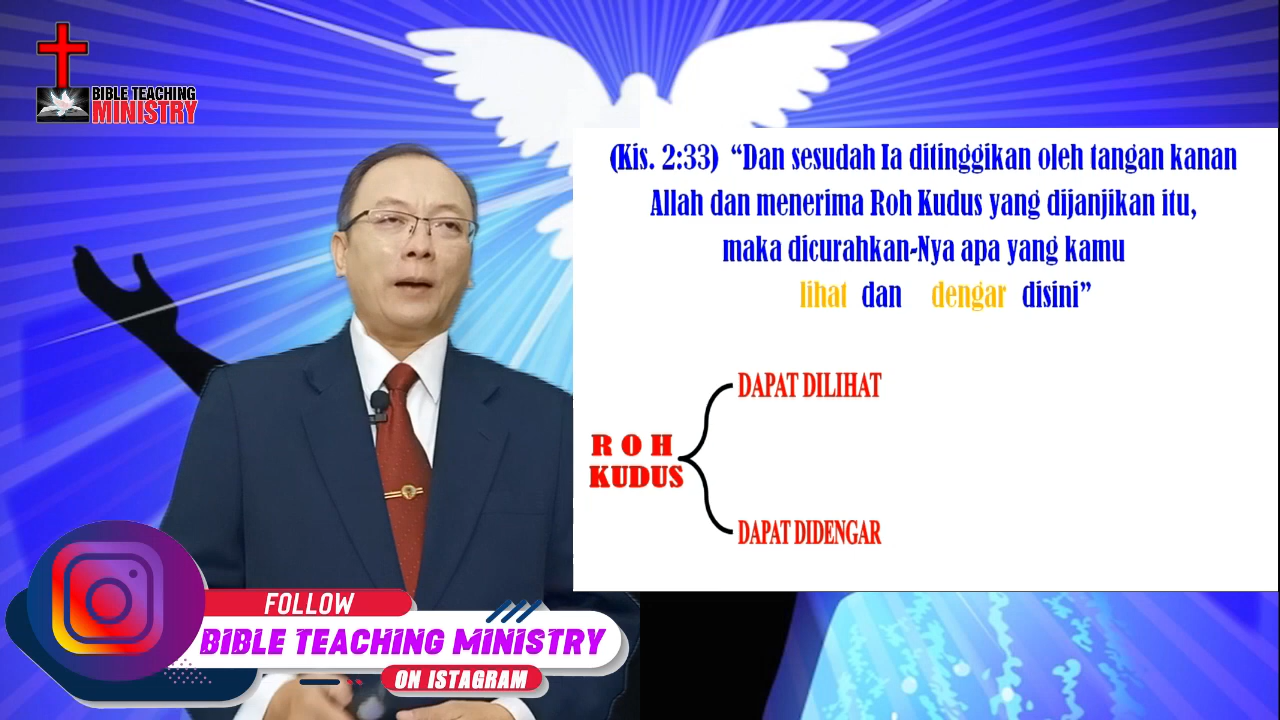 BIBLE TEACHING
MINISTRY
(Kis. 2:33) “Dan sesudah Ia ditinggikan oleh tangan kanan
Allah dan menerima Roh Kudus yang dijanjikan itu,
maka dicurahkan-Nya apa yang kamu
lihat dan dengar disini”
DAPAT DILIHAT
ROH
KUDUS
DAPAT DIDENGAR
FOLLOW
BIBLE TEACHING MINISTRY
ON ISTAGRAM